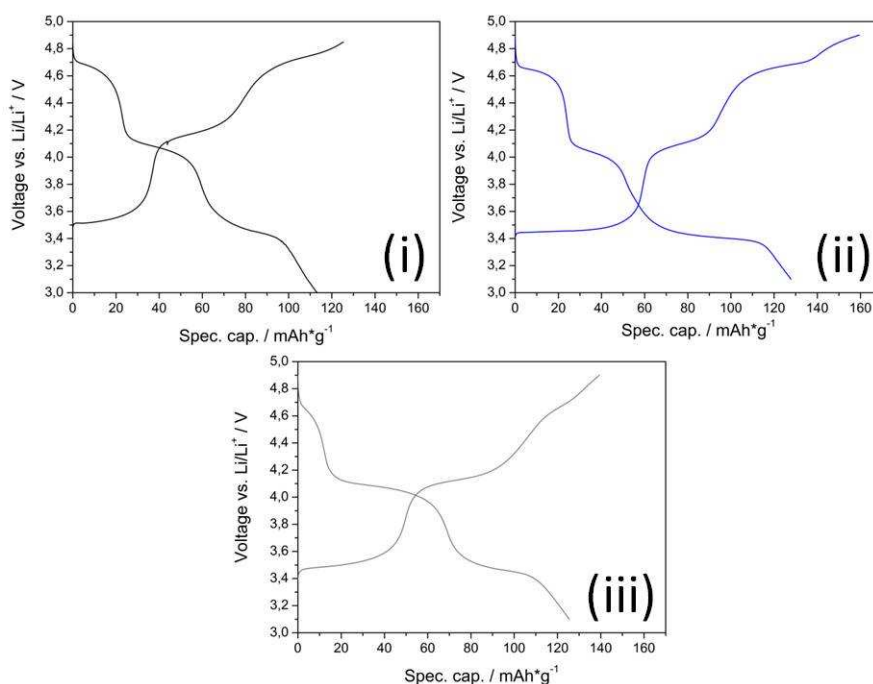 5,0
4,8
4,6
4,4
4,2
4,0
3,8
3,6
3,4
3,2
3,0
Voltage vs. Li/Li⁺ / V
0 20 40 60 80 100 120 140 160
Spec. cap. / mAh*g⁻¹
(i)
5,0
4,8
4,6
4,4
4,2
4,0
3,8
3,6
3,4
3,2
3,0
Voltage vs. Li/Li⁺ / V
0 20 40 60 80 100 120 140 160
Spec. cap. / mAh*g⁻¹
(ii)
5,0
4,8
4,6
4,4
4,2
4,0
3,8
3,6
3,4
3,2
3,0
Voltage vs. Li/Li⁺ / V
0 20 40 60 80 100 120 140 160
Spec. cap. / mAh*g⁻¹
(iii)